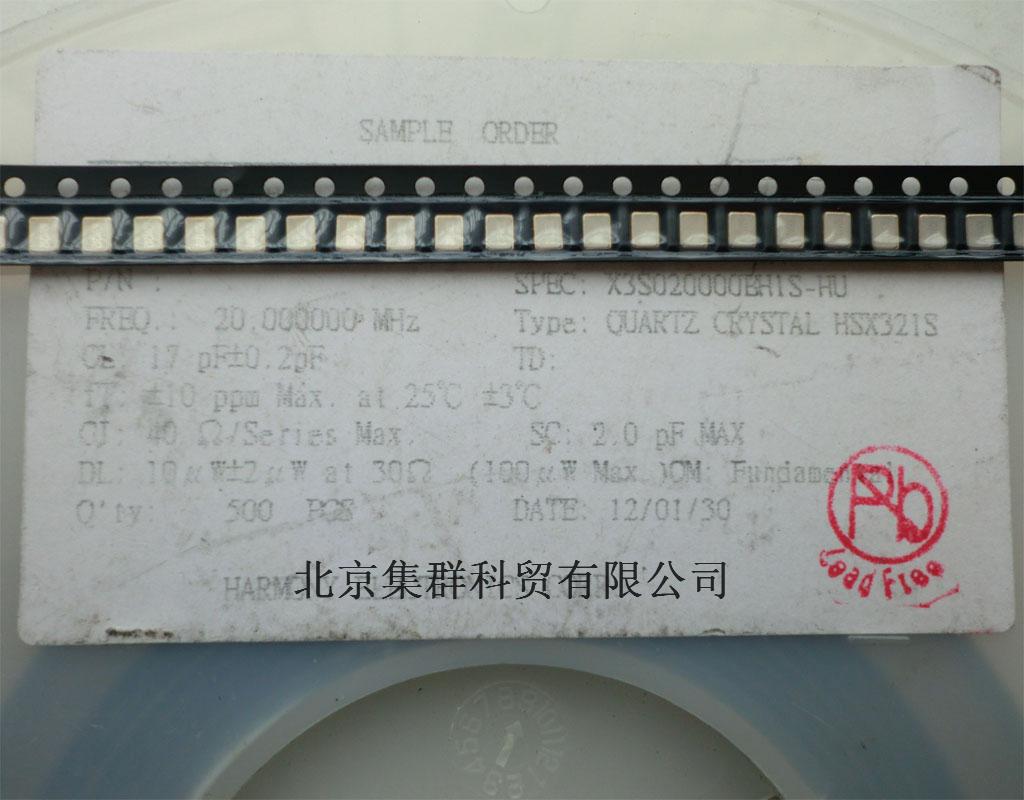 SAMPLE ORDER
P/N :
SPEC: X3S020000BH1S-HU
FREQ.: 20.000000 MHz
Type: QUARTZ CRYSTAL HSX321S
CL: 17 pF±0.2pF
TD:
±10 ppm Max. at 25℃ ±3℃
CI: 40 Ω/Series Max.
SC: 2.0 pF MAX
DL: 10μW±2μW at 30Ω (100μW Max.)OM: Fundamental
Q'ty: 500 PCS
DATE: 12/01/30
Pb
Lead Free
北京集群科贸有限公司